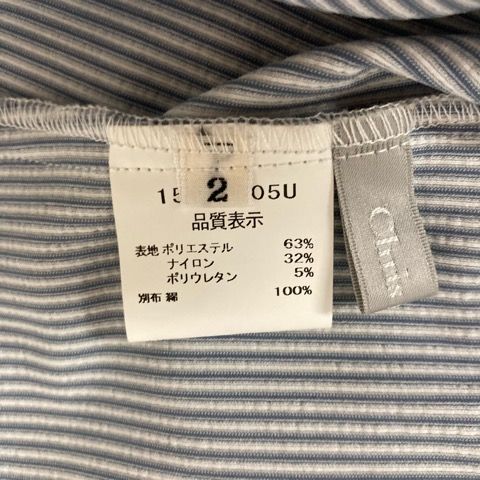 15 2 05U
品質表示
表地 ポリエステル 63%
ナイロン 32%
ポリウレタン 5%
別布 綿 100%
Chris